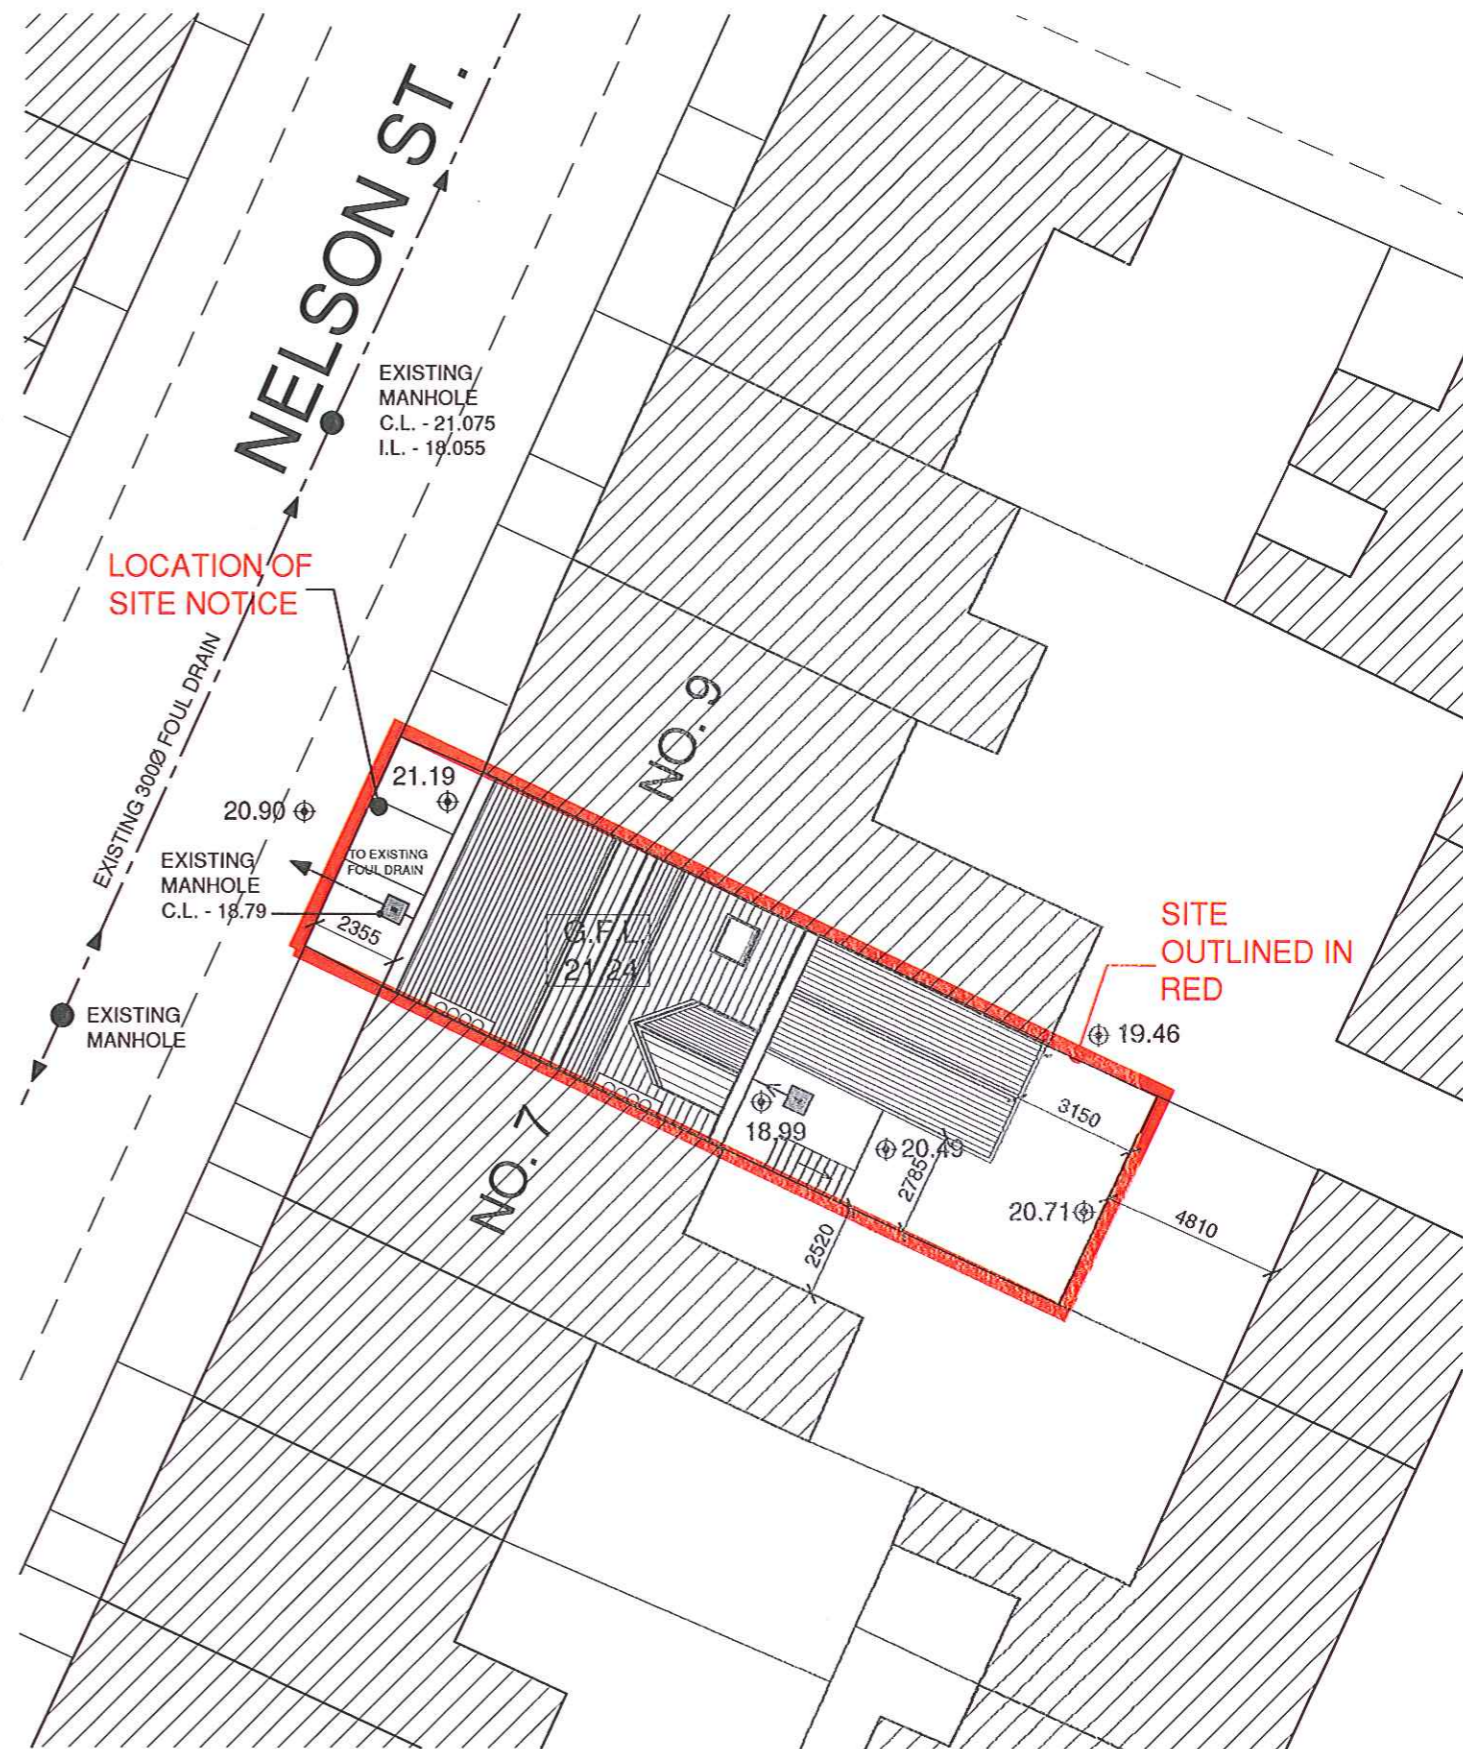 NELSON ST.
EXISTING
MANHOLE
C.L. - 21.075
I.L. - 18.055
LOCATION OF
SITE NOTICE
EXISTING 300Ø FOUL DRAIN
NO. 9
21.19
20.90
TO EXISTING
FOUL DRAIN
EXISTING
MANHOLE
C.L. - 18.79
2355
G.F.L.
21.24
SITE
OUTLINED IN
RED
EXISTING
MANHOLE
19.46
3150
18.99
20.49
2785
NO. 7
20.71
4810
2520